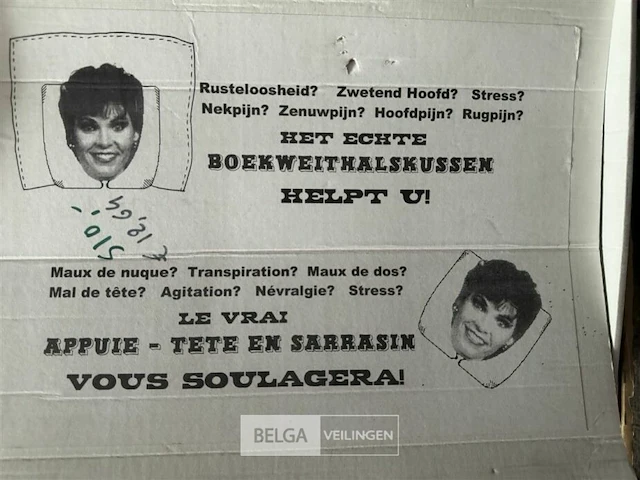 Rusteloosheid? Zwetend Hoofd? Stress?
Nekpijn? Zenuwpijn? Hoofdpijn? Rugpijn?
HET ECHTE
BOEKWEITHALSKUSSEN
HELPT U!
Maux de nuque? Transpiration? Maux de dos?
Mal de tête? Agitation? Névralgie? Stress?
LE VRAI
APPUIE - TETE EN SARRASIN
VOUS SOULAGERA!
BELGA VEILINGEN